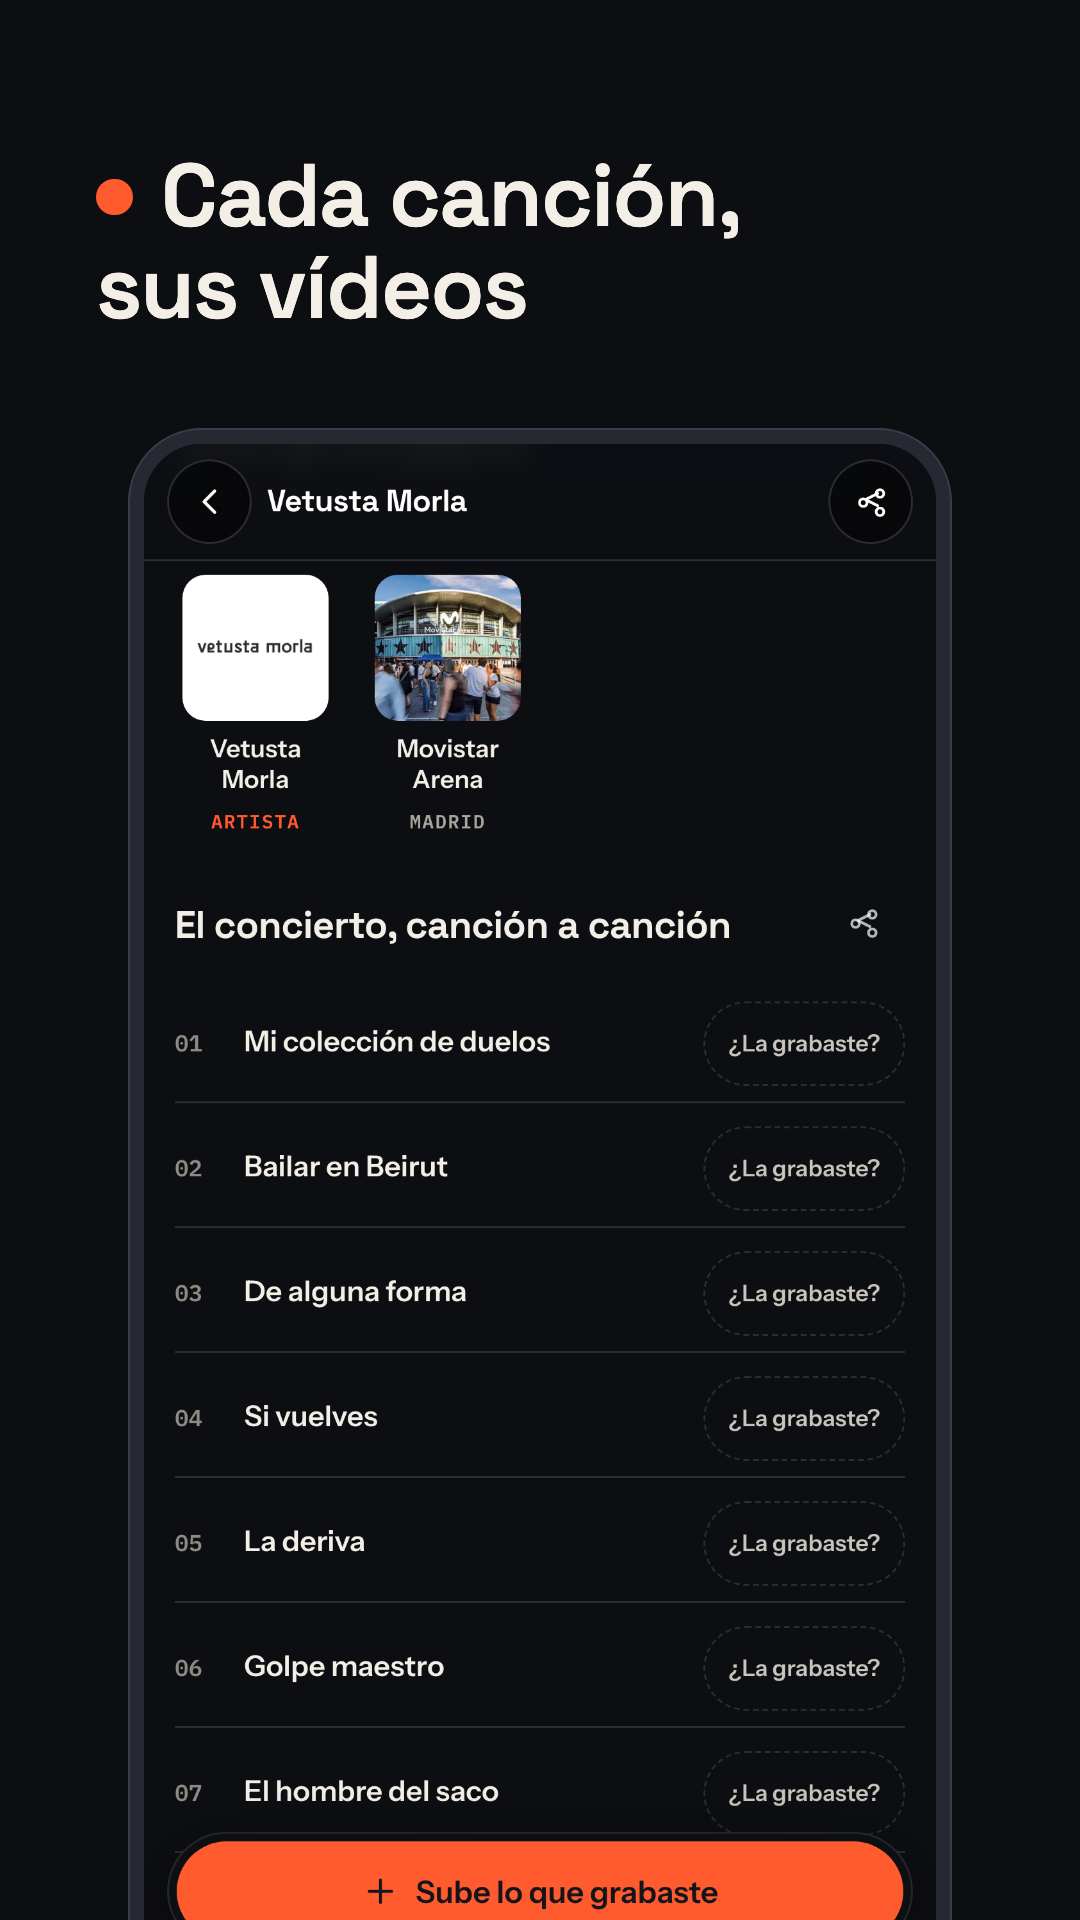 Cada canción,
sus vídeos
Vetusta Morla
vetusta morla
Movistar
Vetusta
Morla
ARTISTA
Movistar
Arena
MADRID
El concierto, canción a canción
01 Mi colección de duelos ¿La grabaste?
02 Bailar en Beirut ¿La grabaste?
03 De alguna forma ¿La grabaste?
04 Si vuelves ¿La grabaste?
05 La deriva ¿La grabaste?
06 Golpe maestro ¿La grabaste?
07 El hombre del saco ¿La grabaste?
+ Sube lo que grabaste